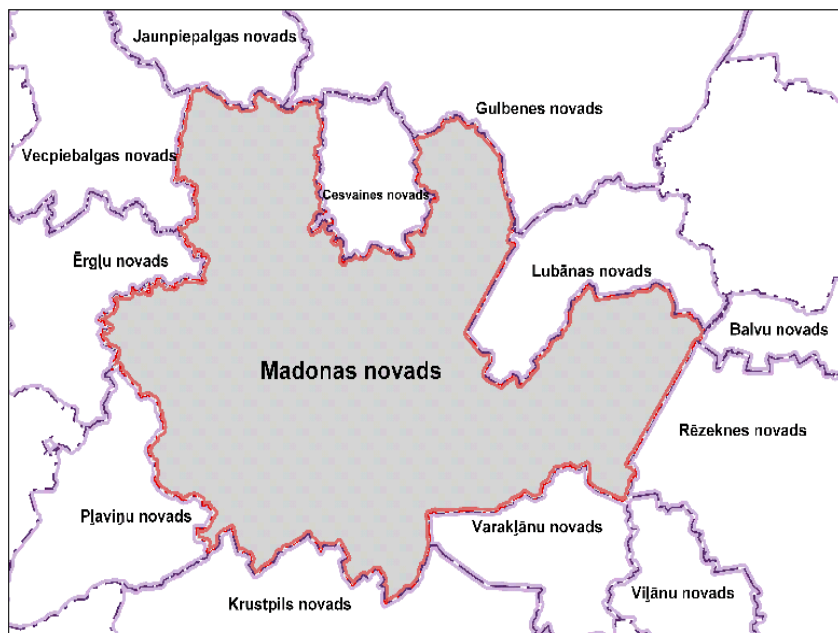 Jaunpiepalgas novads
Gulbenes novads
Vecpiebalgas novads
Cesvaines novads
Ērgļu novads
Lubānas novads
Balvu novads
Madonas novads
Rēzeknes novads
Pļaviņu novads
Varakļānu novads
Viļānu novads
Krustpils novads